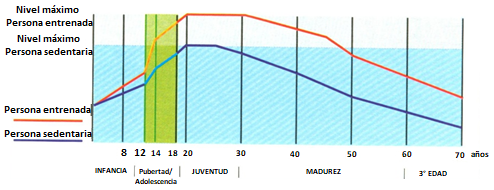 Nivel máximo
Persona entrenada
Nivel máximo
Persona sedentaria
Persona entrenada
Persona sedentaria
8 12 14 18 20 30 40 50 60 70 años
INFANCIA Pubertad/ JUVENTUD MADUREZ 3° EDAD
Adolescencia